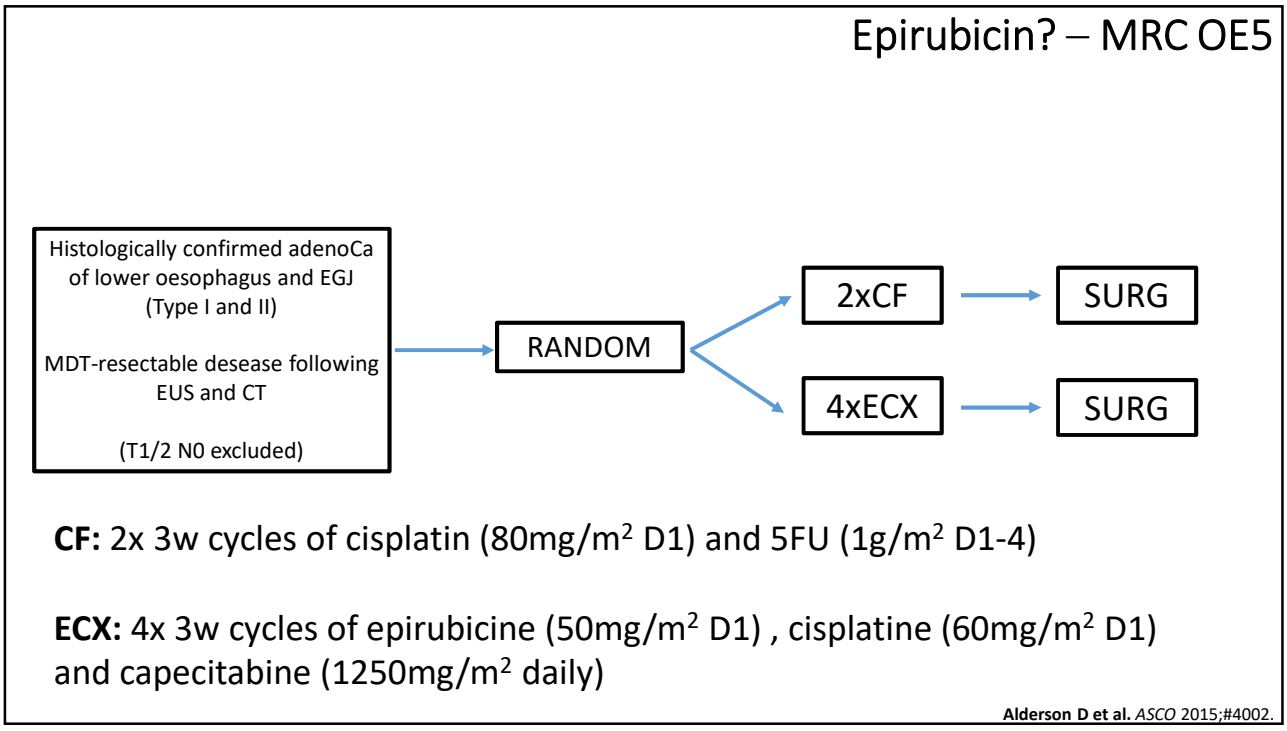 Epirubicin? – MRC OE5
Histologically confirmed adenoCa
of lower oesophagus and EGJ
(Type I and II)
MDT-resectable desease following
EUS and CT
(T1/2 N0 excluded)
RANDOM
2xCF
SURG
4xECX
SURG
CF: 2x 3w cycles of cisplatin (80mg/m² D1) and 5FU (1g/m² D1-4)
ECX: 4x 3w cycles of epirubicine (50mg/m² D1) , cisplatine (60mg/m² D1)
and capecitabine (1250mg/m² daily)
Alderson D et al. ASCO 2015;#4002.